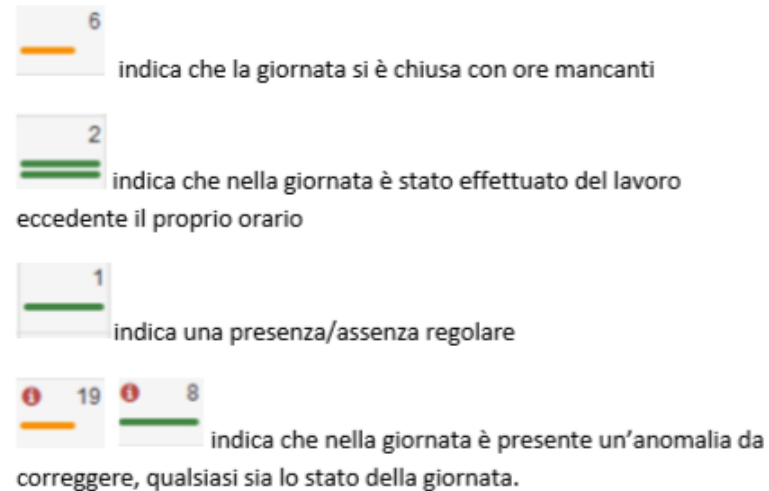 6
indica che la giornata si è chiusa con ore mancanti
2
indica che nella giornata è stato effettuato del lavoro
eccedente il proprio orario
1
indica una presenza/assenza regolare
19 8
indica che nella giornata è presente un’anomalia da
correggere, qualsiasi sia lo stato della giornata.